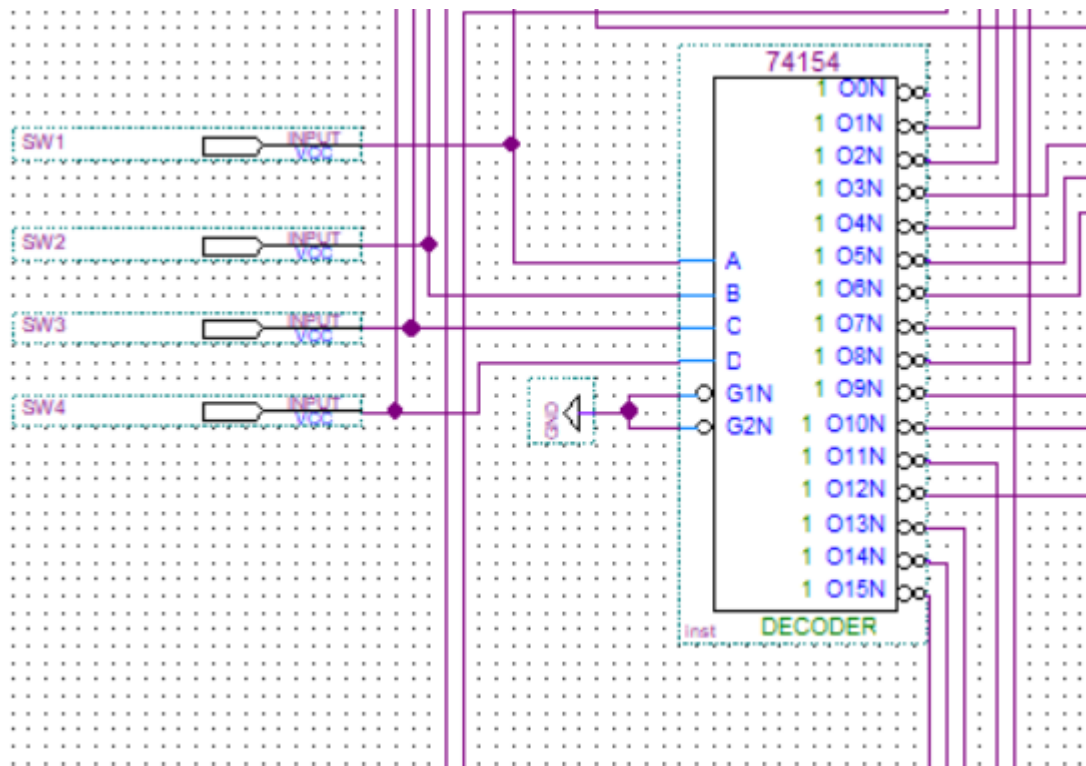 74154
SW1 INPUT
VCC
SW2 INPUT
VCC
SW3 INPUT
VCC
SW4 INPUT
VCC
GND
A
B
C
D
G1N
G2N
1 O0N
1 O1N
1 O2N
1 O3N
1 O4N
1 O5N
1 O6N
1 O7N
1 O8N
1 O9N
1 O10N
1 O11N
1 O12N
1 O13N
1 O14N
1 O15N
inst DECODER